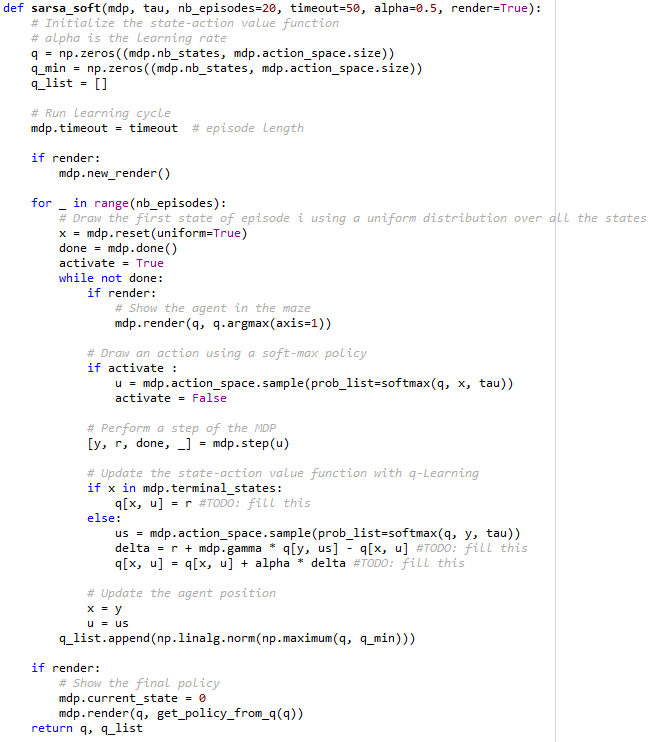 def sarsa_soft(mdp, tau, nb_episodes=20, timeout=50, alpha=0.5, render=True):
    # Initialize the state-action value function
    # alpha is the learning rate
    q = np.zeros((mdp.nb_states, mdp.action_space.size))
    q_min = np.zeros((mdp.nb_states, mdp.action_space.size))
    q_list = []

    # Run learning cycle
    mdp.timeout = timeout  # episode length

    if render:
        mdp.new_render()

    for _ in range(nb_episodes):
        # Draw the first state of episode i using a uniform distribution over all the states
        x = mdp.reset(uniform=True)
        done = mdp.done()
        activate = True
        while not done:
            if render:
                # Show the agent in the maze
                mdp.render(q, q.argmax(axis=1))

            # Draw an action using a soft-max policy
            if activate :
                u = mdp.action_space.sample(prob_list=softmax(q, x, tau))
                activate = False

            # Perform a step of the MDP
            [y, r, done, _] = mdp.step(u)

            # Update the state-action value function with q-Learning
            if x in mdp.terminal_states:
                q[x, u] = r #TODO: fill this
            else:
                us = mdp.action_space.sample(prob_list=softmax(q, y, tau))
                delta = r + mdp.gamma * q[y, us] - q[x, u] #TODO: fill this
                q[x, u] = q[x, u] + alpha * delta #TODO: fill this

            # Update the agent position
            x = y
            u = us
        q_list.append(np.linalg.norm(np.maximum(q, q_min)))

    if render:
        # Show the final policy
        mdp.current_state = 0
        mdp.render(q, get_policy_from_q(q))
    return q, q_list